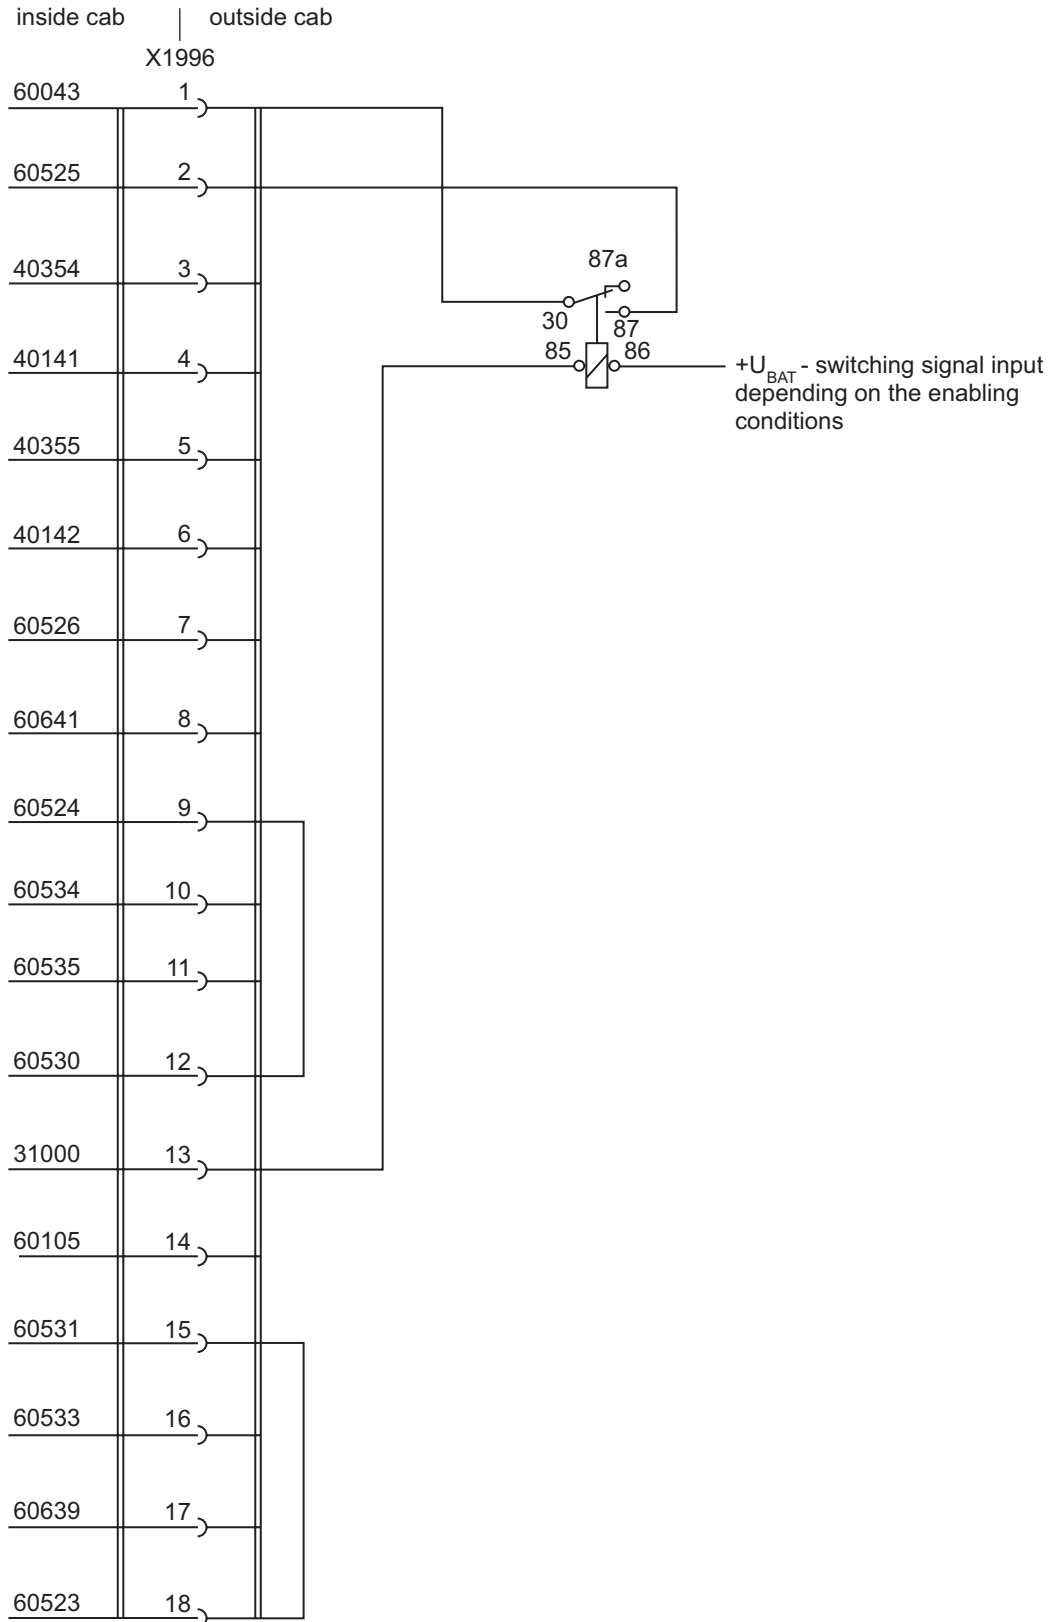 inside cab | outside cab
X1996
60043 1
60525 2
87a
40354 3
30 87
40141 4 85 86
+UBAT - switching signal input
depending on the enabling
conditions
40355 5
40142 6
60526 7
60641 8
60524 9
60534 10
60535 11
60530 12
31000 13
60105 14
60531 15
60533 16
60639 17
60523 18